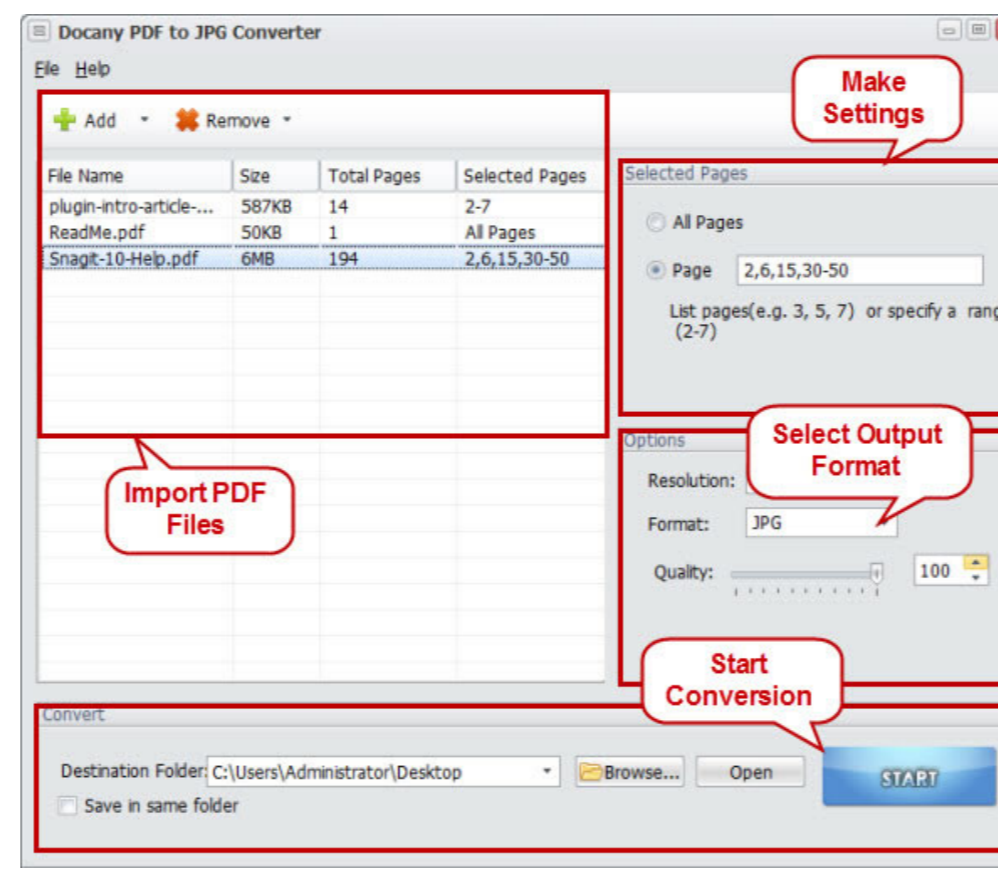 Docany PDF to JPG Converter
File Help
Make
Settings
Add Remove
File Name Size Total Pages Selected Pages
plugin-intro-article-... 587KB 14 2-7
ReadMe.pdf 50KB 1 All Pages
Snagit-10-Help.pdf 6MB 194 2,6,15,30-50
Import PDF
Files
Selected Pages
All Pages
Page 2,6,15,30-50
List pages(e.g. 3, 5, 7) or specify a rang
(2-7)
Options
Select Output
Format
Resolution:
Format: JPG
Quality: 100
Start
Conversion
Convert
Destination Folder: C:\Users\Administrator\Desktop Browse... Open START
Save in same folder